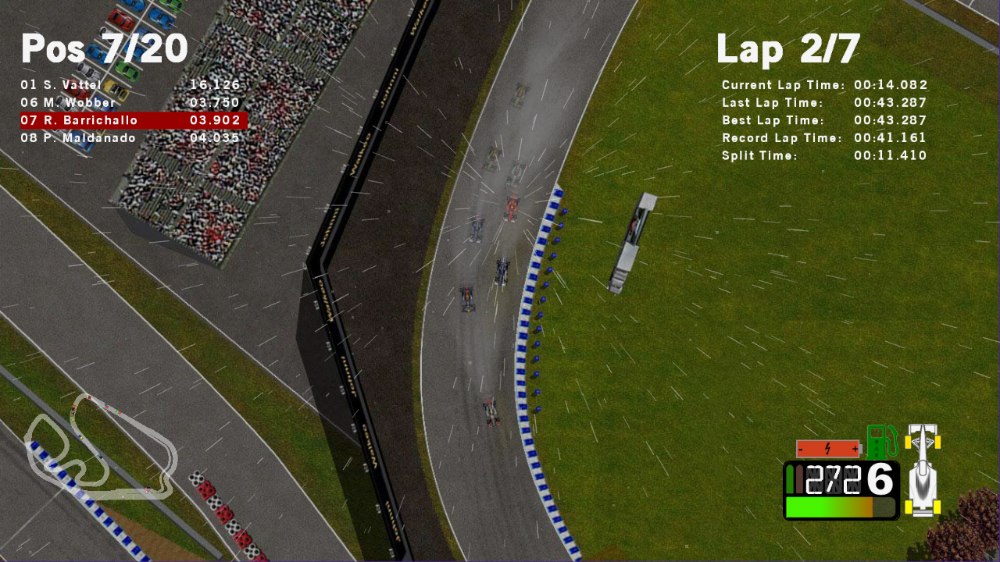 Pos 7/20
01 S. Vattel 16.126
06 M. Wobber 03.750
07 R. Barrichallo 03.902
08 P. Maldanado 04.035
Lap 2/7
Current Lap Time: 00:14.082
Last Lap Time: 00:43.287
Best Lap Time: 00:43.287
Record Lap Time: 00:41.161
Split Time: 00:11.410
272 6